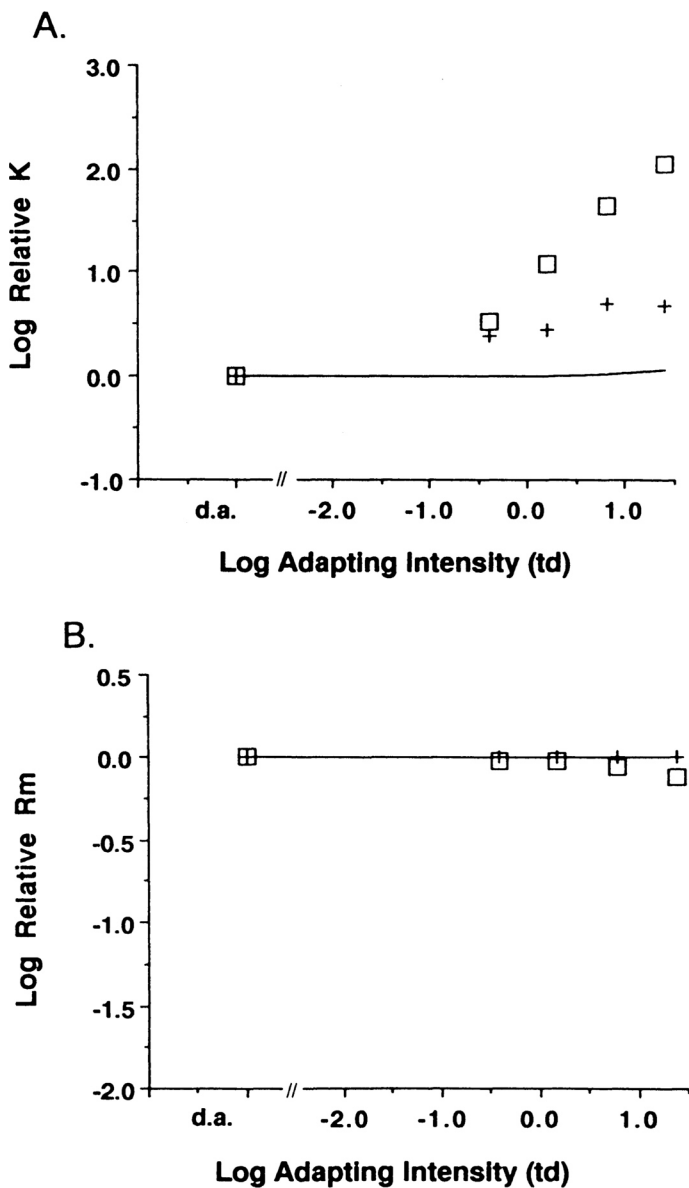 A.
3.0
2.0
1.0
0.0
-1.0
Log Relative K
d.a. // -2.0 -1.0 0.0 1.0
Log Adapting Intensity (td)
B.
0.5
0.0
-0.5
-1.0
-1.5
-2.0
Log Relative Rm
d.a. // -2.0 -1.0 0.0 1.0
Log Adapting Intensity (td)